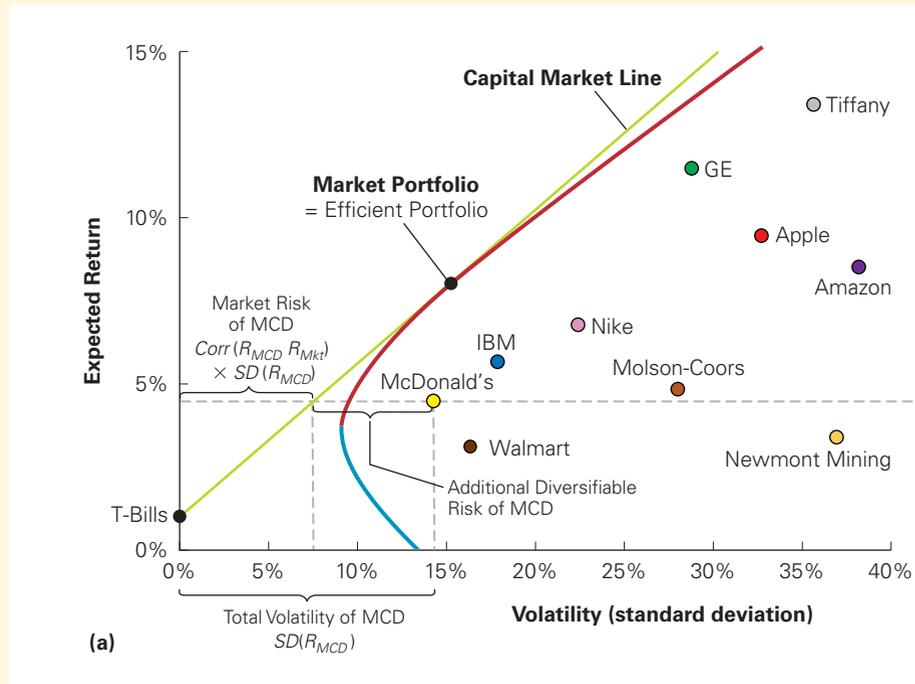 15%
Capital Market Line
Tiffany
GE
Market Portfolio
= Efficient Portfolio
10%
Apple
Amazon
Expected Return
Market Risk
of MCD
Corr(R_MCD R_Mkt)
× SD(R_MCD)
Nike
IBM
Molson-Coors
McDonald's
5%
Walmart
Newmont Mining
Additional Diversifiable
Risk of MCD
T-Bills
0%
0% 5% 10% 15% 20% 25% 30% 35% 40%
Total Volatility of MCD
SD(R_MCD)
Volatility (standard deviation)
(a)